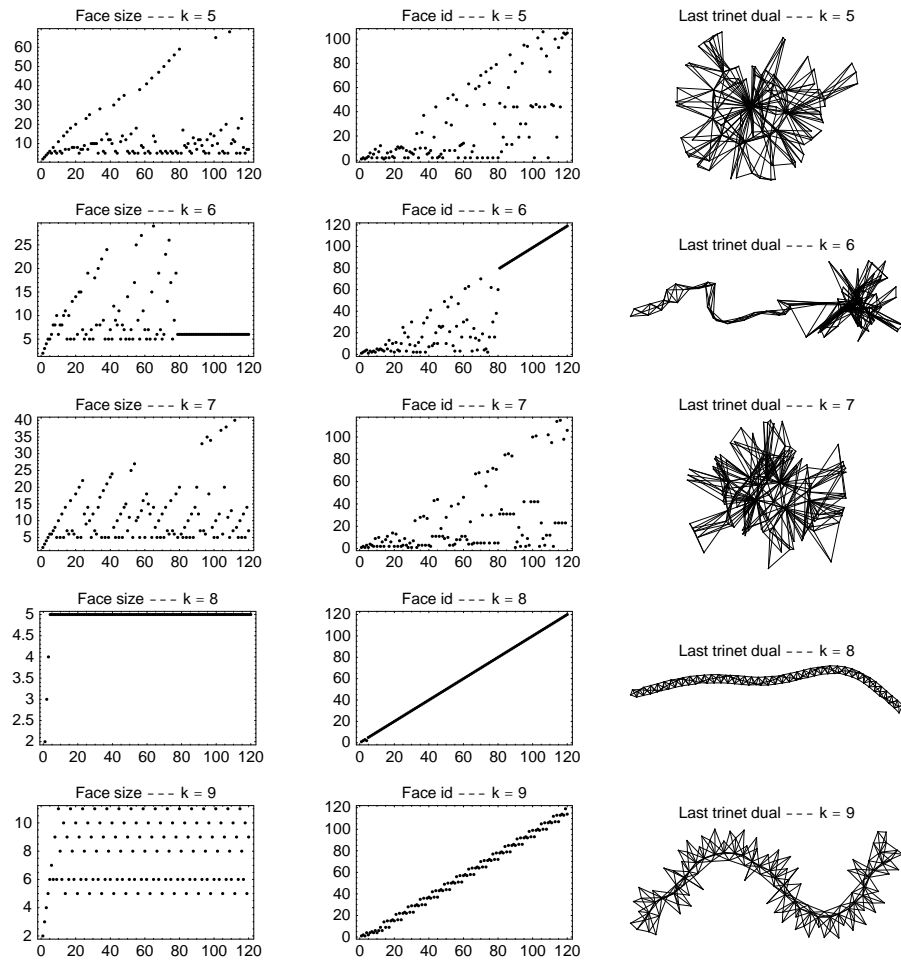 Face size --- k = 5
Face id --- k = 5
Last trinet dual --- k = 5
60
50
40
30
20
10
0 20 40 60 80 100 120
100
80
60
40
20
0
0 20 40 60 80 100 120
Face size --- k = 6
Face id --- k = 6
Last trinet dual --- k = 6
25
20
15
10
5
0 20 40 60 80 100 120
120
100
80
60
40
20
0
0 20 40 60 80 100 120
Face size --- k = 7
Face id --- k = 7
Last trinet dual --- k = 7
40
35
30
25
20
15
10
5
0 20 40 60 80 100 120
100
80
60
40
20
0
0 20 40 60 80 100 120
Face size --- k = 8
Face id --- k = 8
Last trinet dual --- k = 8
5
4.5
4
3.5
3
2.5
2
0 20 40 60 80 100 120
120
100
80
60
40
20
0
0 20 40 60 80 100 120
Face size --- k = 9
Face id --- k = 9
Last trinet dual --- k = 9
10
8
6
4
2
0 20 40 60 80 100 120
120
100
80
60
40
20
0
0 20 40 60 80 100 120